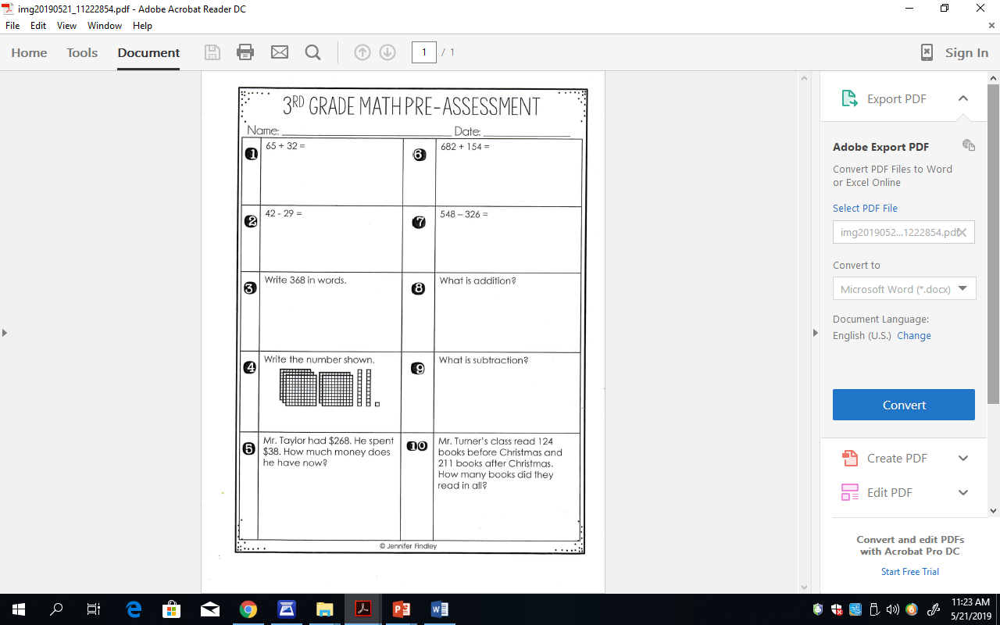 img20190521_11222854.pdf - Adobe Acrobat Reader DC
File Edit View Window Help
Home Tools Document
1 / 1
Sign In
3RD GRADE MATH PRE-ASSESSMENT
Name: Date:
1 65 + 32 =
6 682 + 154 =
2 42 - 29 =
7 548 – 326 =
3 Write 368 in words.
8 What is addition?
4 Write the number shown.
9 What is subtraction?
5 Mr. Taylor had $268. He spent
$38. How much money does
he have now?
10 Mr. Turner's class read 124
books before Christmas and
211 books after Christmas.
How many books did they
read in all?
© Jennifer Findley
Export PDF
Adobe Export PDF
Convert PDF Files to Word
or Excel Online
Select PDF File
img2019052...1222854.pdf
Convert to
Microsoft Word (*.docx)
Document Language:
English (U.S.) Change
Convert
Create PDF
Edit PDF
Convert and edit PDFs
with Acrobat Pro DC
Start Free Trial
11:23 AM
5/21/2019